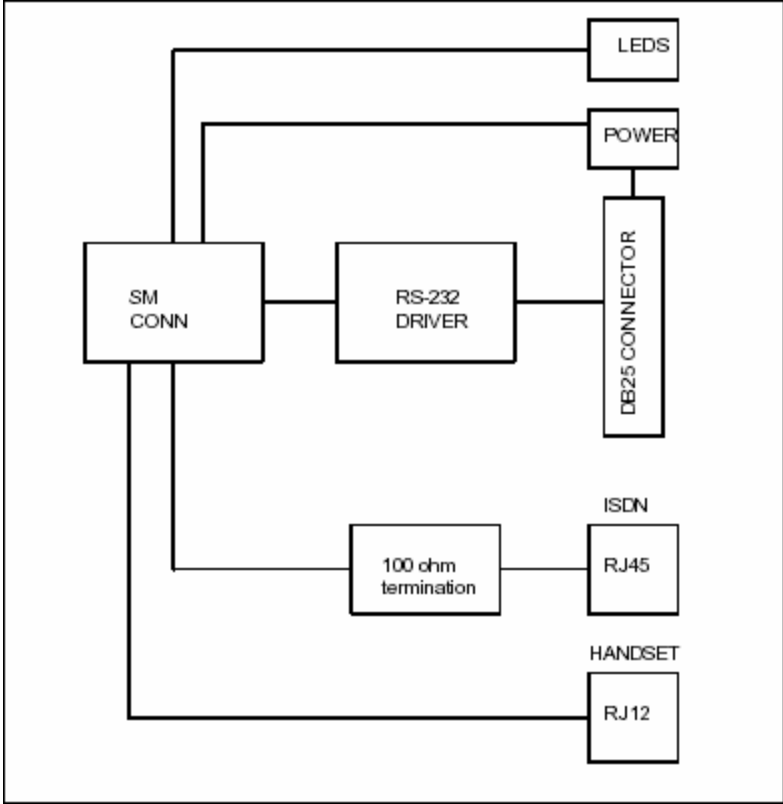 LEDS
POWER
DB25 CONNECTOR
SM
CONN
RS-232
DRIVER
ISDN
100 ohm
termination
RJ45
HANDSET
RJ12